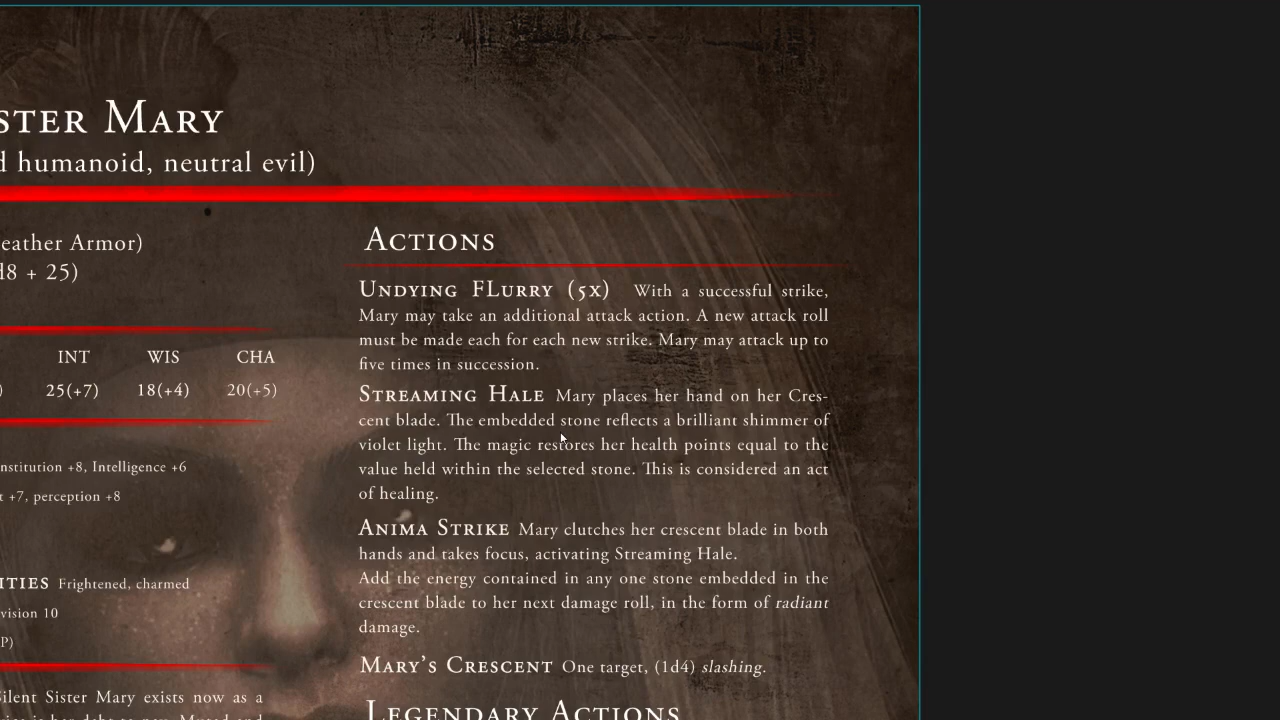 ster Mary
d humanoid, neutral evil)
eather Armor)
d8 + 25)
INT WIS CHA
) 25(+7) 18(+4) 20(+5)
nstitution +8, Intelligence +6
t +7, perception +8
ities Frightened, charmed
vision 10
P)
Silent Sister Mary exists now as a
Actions
Undying FLurry (5x) With a successful strike,
Mary may take an additional attack action. A new attack roll
must be made each for each new strike. Mary may attack up to
five times in succession.
Streaming Hale Mary places her hand on her Cres-
cent blade. The embedded stone reflects a brilliant shimmer of
violet light. The magic restores her health points equal to the
value held within the selected stone. This is considered an act
of healing.
Anima Strike Mary clutches her crescent blade in both
hands and takes focus, activating Streaming Hale.
Add the energy contained in any one stone embedded in the
crescent blade to her next damage roll, in the form of radiant
damage.
Mary's Crescent One target, (1d4) slashing.
Legendary Actions